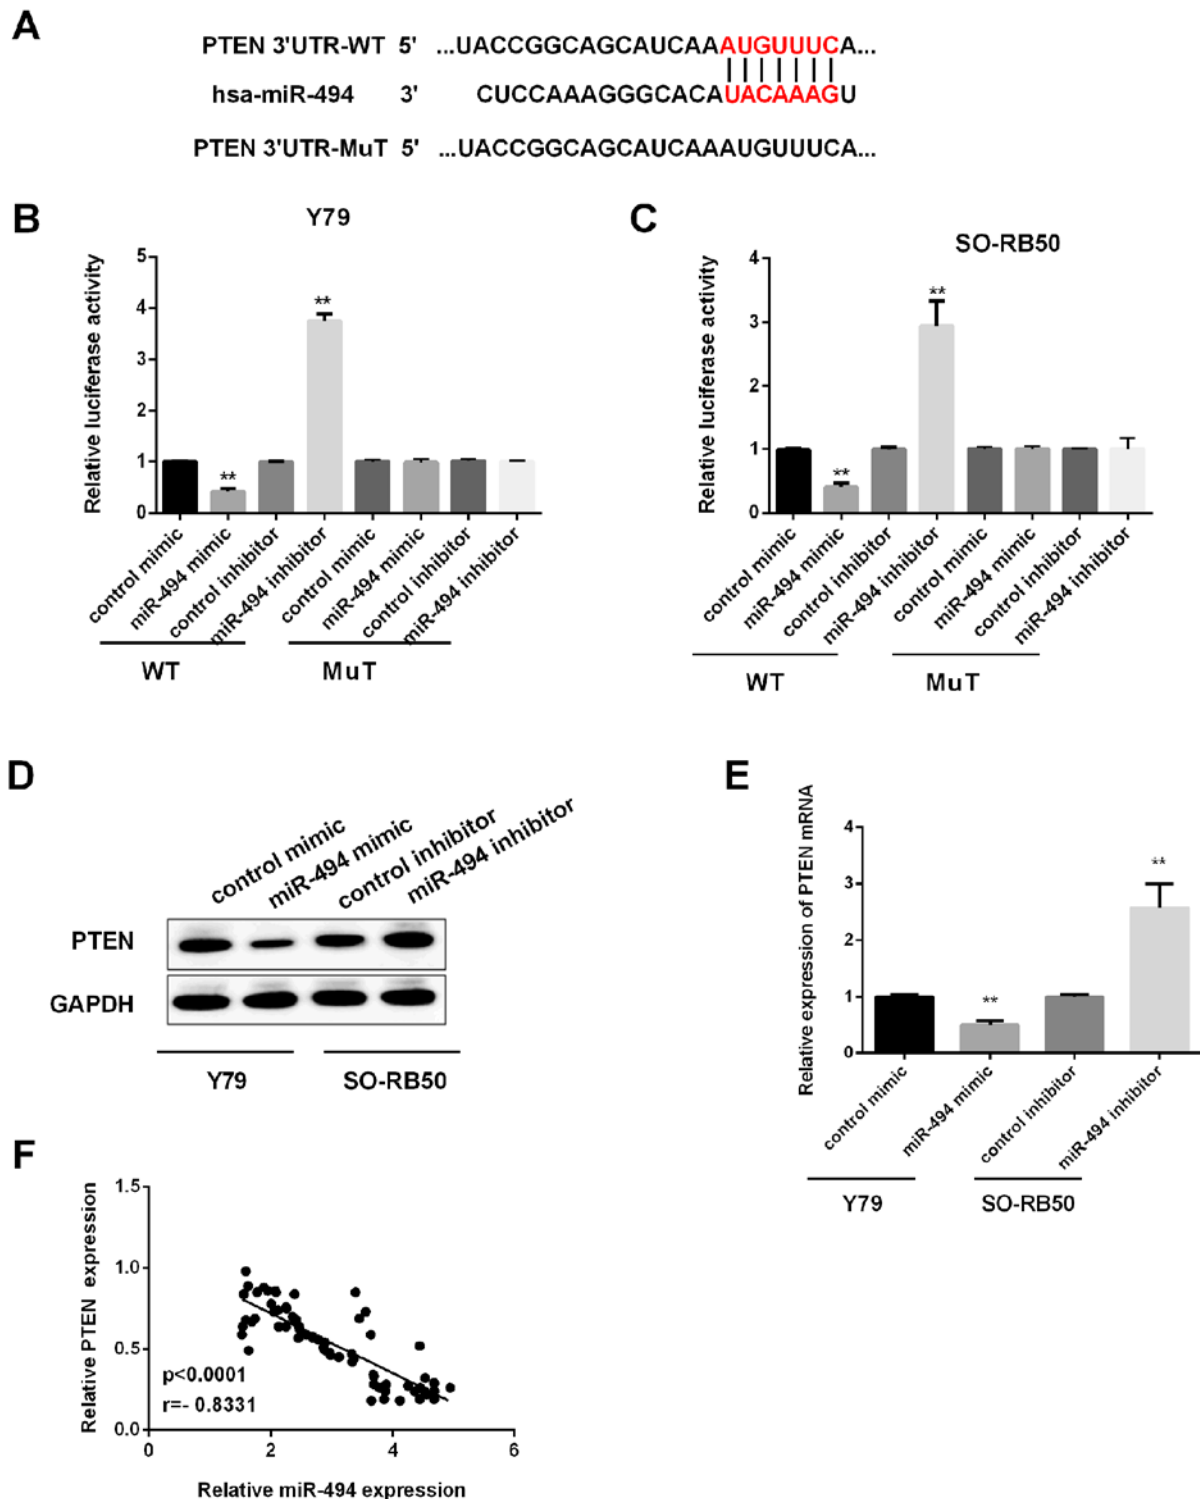 A
PTEN 3'UTR-WT 5' ...UACCGGCAGCAUCAAAUGUUUCA...
hsa-miR-494 3' CUCCAAAGGGCACAUACAAAGU
PTEN 3'UTR-MuT 5' ...UACCGGCAGCAUCAAAUGUUUCA...
B
Y79
Relative luciferase activity
5
4
3
2
1
0
**
**
control mimic
miR-494 mimic
control inhibitor
miR-494 inhibitor
control mimic
miR-494 mimic
control inhibitor
miR-494 inhibitor
WT
MuT
C
SO-RB50
Relative luciferase activity
4
3
2
1
0
**
**
control mimic
miR-494 mimic
control inhibitor
miR-494 inhibitor
control mimic
miR-494 mimic
control inhibitor
miR-494 inhibitor
WT
MuT
D
control mimic
miR-494 mimic
control inhibitor
miR-494 inhibitor
PTEN
GAPDH
Y79
SO-RB50
E
Relative expression of PTEN mRNA
4
3
2
1
0
**
**
control mimic
miR-494 mimic
control inhibitor
miR-494 inhibitor
Y79
SO-RB50
F
Relative PTEN expression
1.5
1.0
0.5
0.0
p<0.0001
r=- 0.8331
0 2 4 6
Relative miR-494 expression